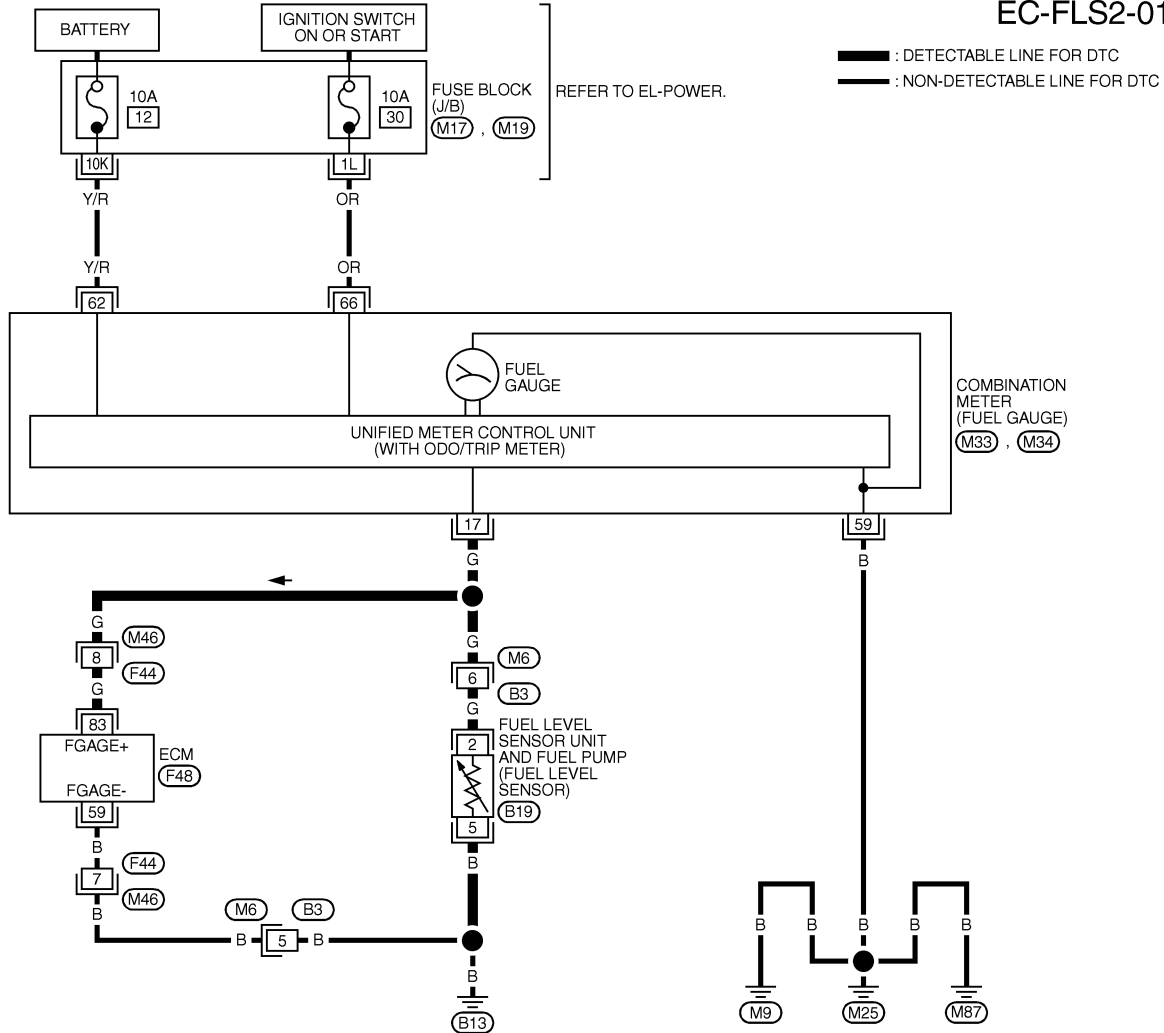 EC-FLS2-01
BATTERY
IGNITION SWITCH
ON OR START
: DETECTABLE LINE FOR DTC
: NON-DETECTABLE LINE FOR DTC
10A
12
10A
30
FUSE BLOCK
(J/B)
M17 , M19
REFER TO EL-POWER.
10K
1L
Y/R
OR
Y/R
OR
62
66
FUEL
GAUGE
UNIFIED METER CONTROL UNIT
(WITH ODO/TRIP METER)
COMBINATION
METER
(FUEL GAUGE)
M33 , M34
17
59
G
B
G
M46
8
F44
G
83
FGAGE+
ECM
F48
FGAGE-
59
B
F44
7
M46
B
G
M6
6
B3
G
2
FUEL LEVEL
SENSOR UNIT
AND FUEL PUMP
(FUEL LEVEL
SENSOR)
B19
5
B
M6
B3
B
5
B
B
B13
B
B
B
B
B
M9
M25
M87